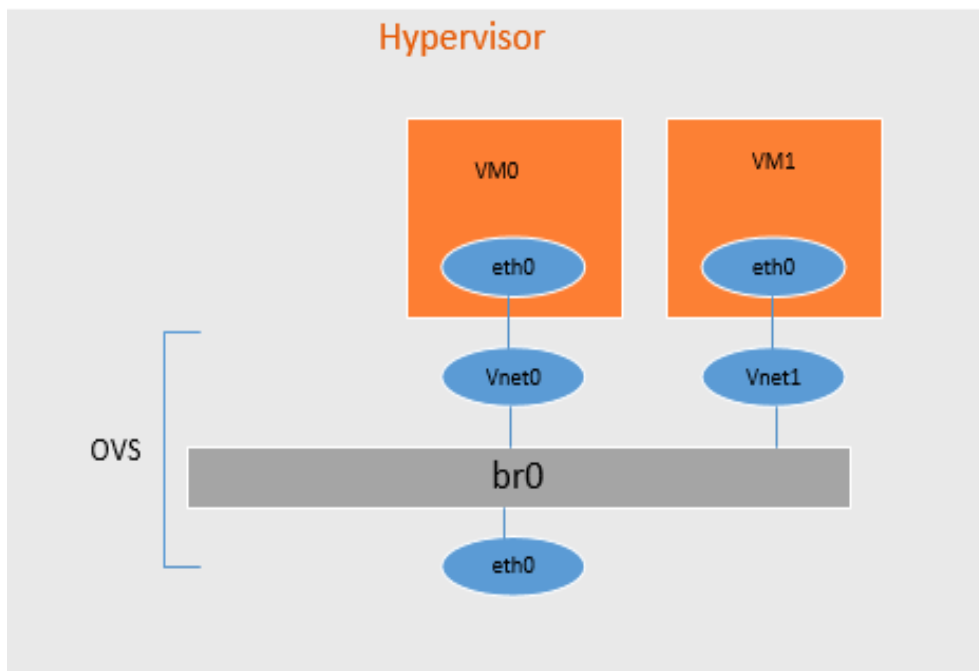 Hypervisor
VM0
VM1
eth0
eth0
Vnet0
Vnet1
OVS
br0
eth0